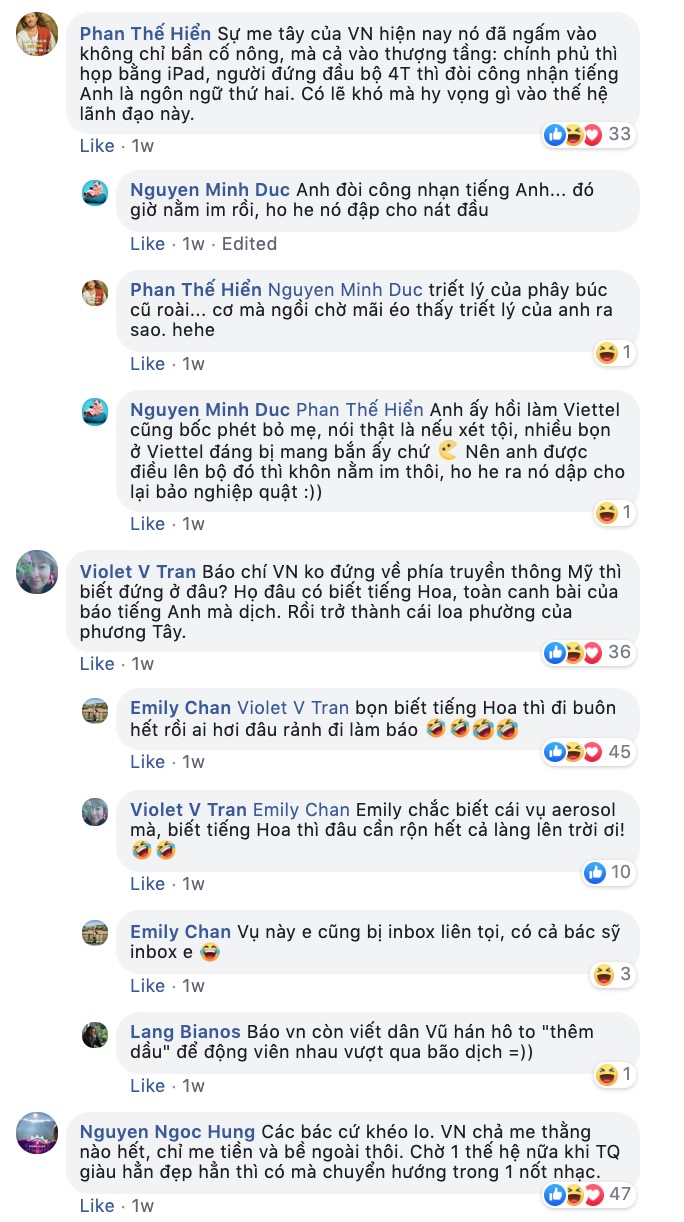 Phan Thế Hiển Sự me tây của VN hiện nay nó đã ngấm vào
không chỉ bần cố nông, mà cả vào thượng tầng: chính phủ thì
họp bằng iPad, người đứng đầu bộ 4T thì đòi công nhận tiếng
Anh là ngôn ngữ thứ hai. Có lẽ khó mà hy vọng gì vào thế hệ
lãnh đạo này.
33
Like · 1w
Nguyen Minh Duc Anh đòi công nhận tiếng Anh... đó
giờ nằm im rồi, ho he nó đập cho nát đầu
Like · 1w · Edited
Phan Thế Hiển Nguyen Minh Duc triết lý của phây búc
cũ roài... cơ mà ngồi chờ mãi éo thấy triết lý của anh ra
sao. hehe
1
Like · 1w
Nguyen Minh Duc Phan Thế Hiển Anh ấy hồi làm Viettel
cũng bốc phét bỏ mẹ, nói thật là nếu xét tội, nhiều bọn
ở Viettel đáng bị mang bắn ấy chứ Nên anh được
điều lên bộ đó thì khôn nằm im thôi, ho he ra nó dập cho
lại bảo nghiệp quật :))
1
Like · 1w
Violet V Tran Báo chí VN ko đứng về phía truyền thông Mỹ thì
biết đứng ở đâu? Họ đâu có biết tiếng Hoa, toàn canh bài của
báo tiếng Anh mà dịch. Rồi trở thành cái loa phường của
phương Tây.
36
Like · 1w
Emily Chan Violet V Tran bọn biết tiếng Hoa thì đi buôn
hết rồi ai hơi đâu rảnh đi làm báo 🤣🤣🤣🤣
45
Like · 1w
Violet V Tran Emily Chan Emily chắc biết cái vụ aerosol
mà, biết tiếng Hoa thì đâu cần rộn hết cả làng lên trời ơi!
🤣🤣
10
Like · 1w
Emily Chan Vụ này e cũng bị inbox liên tọi, có cả bác sỹ
inbox e 😂
3
Like · 1w
Lang Bianos Báo vn còn viết dân Vũ hán hô to "thêm
dầu" để động viên nhau vượt qua bão dịch =))
1
Like · 1w
Nguyen Ngoc Hung Các bác cứ khéo lo. VN chả me thằng
nào hết, chỉ me tiền và bề ngoài thôi. Chờ 1 thế hệ nữa khi TQ
giàu hẳn đẹp hẳn thì có mà chuyển hướng trong 1 nốt nhạc.
47
Like · 1w